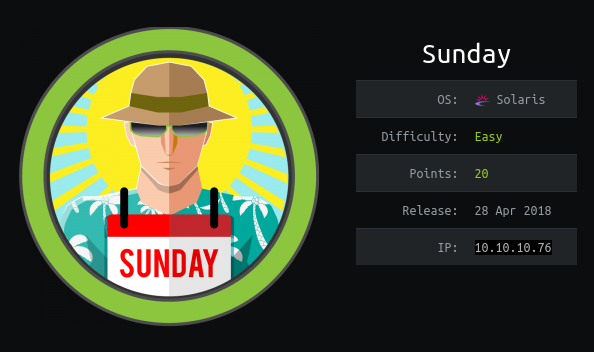 Sunday
OS: Solaris
Difficulty: Easy
Points: 20
Release: 28 Apr 2018
IP: 10.10.10.76
SUNDAY